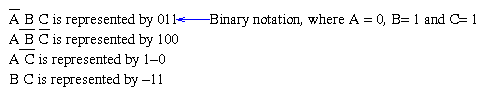 A̅ B C is represented by 011 Binary notation, where A = 0, B= 1 and C= 1
A B̅ C̅ is represented by 100
A C̅ is represented by 1–0
B C is represented by –11